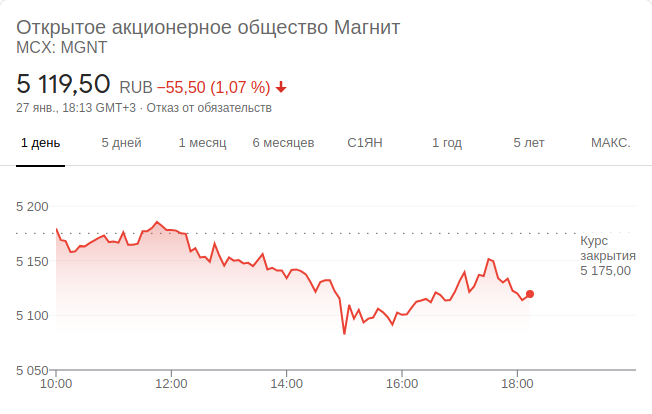 Открытое акционерное общество Магнит
MCX: MGNT
5 119,50 RUB −55,50 (1,07 %)
27 янв., 18:13 GMT+3 · Отказ от обязательств
1 день 5 дней 1 месяц 6 месяцев С1ЯН 1 год 5 лет МАКС.
5 200
Курс
закрытия
5 175,00
5 150
5 100
5 050
10:00 12:00 14:00 16:00 18:00